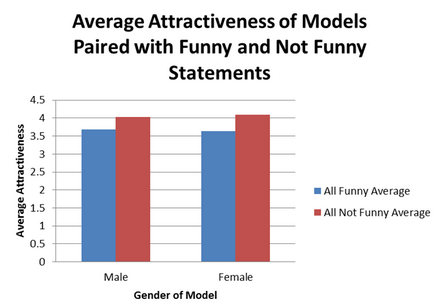 Average Attractiveness of Models
Paired with Funny and Not Funny
Statements
4.5
4
3.5
3
2.5
2
1.5
1
0.5
0
Average Attractiveness
Male
Female
Gender of Model
All Funny Average
All Not Funny Average